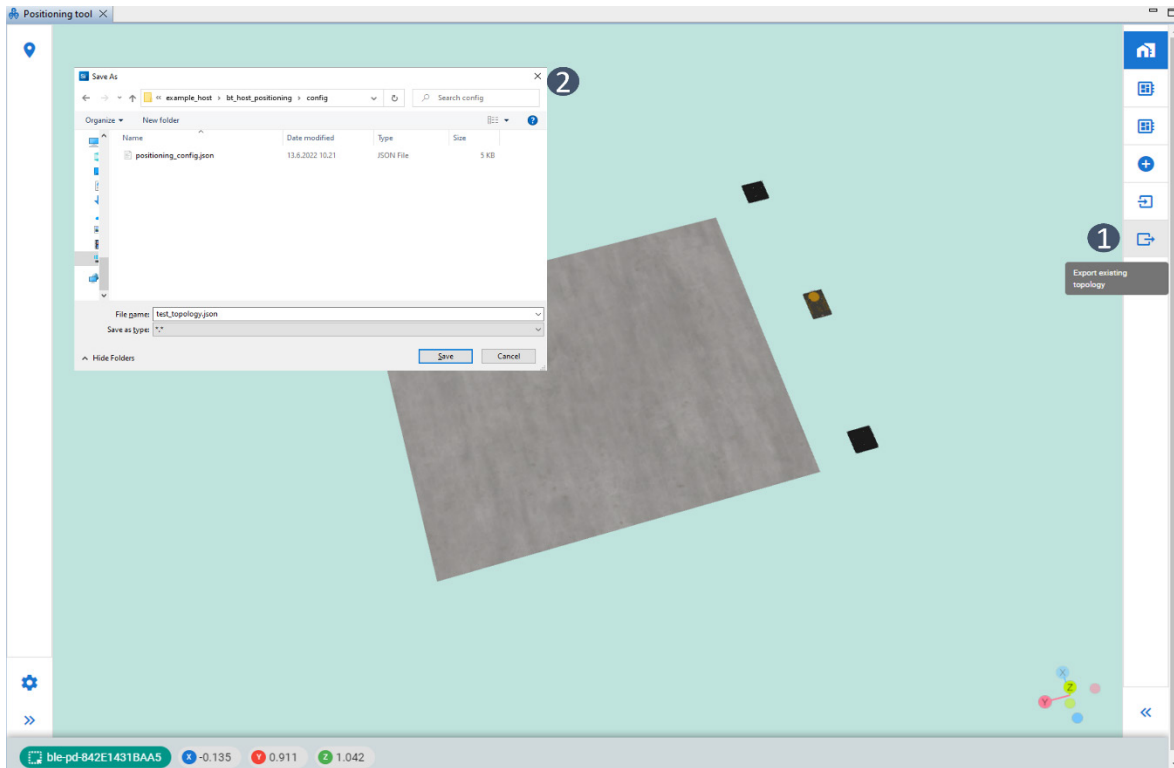 Positioning tool
2
Save As
« example_host › bt_host_positioning › config
Search config
Organize
New folder
Name
Date modified
Type
Size
positioning_config.json
13.6.2022 10.21
JSON File
5 KB
1
Export existing
topology
File name:
test_topology.json
Save as type:
*.*
Hide Folders
Save
Cancel
X
Z
Y
ble-pd-842E1431BAA5
X -0.135
Y 0.911
Z 1.042